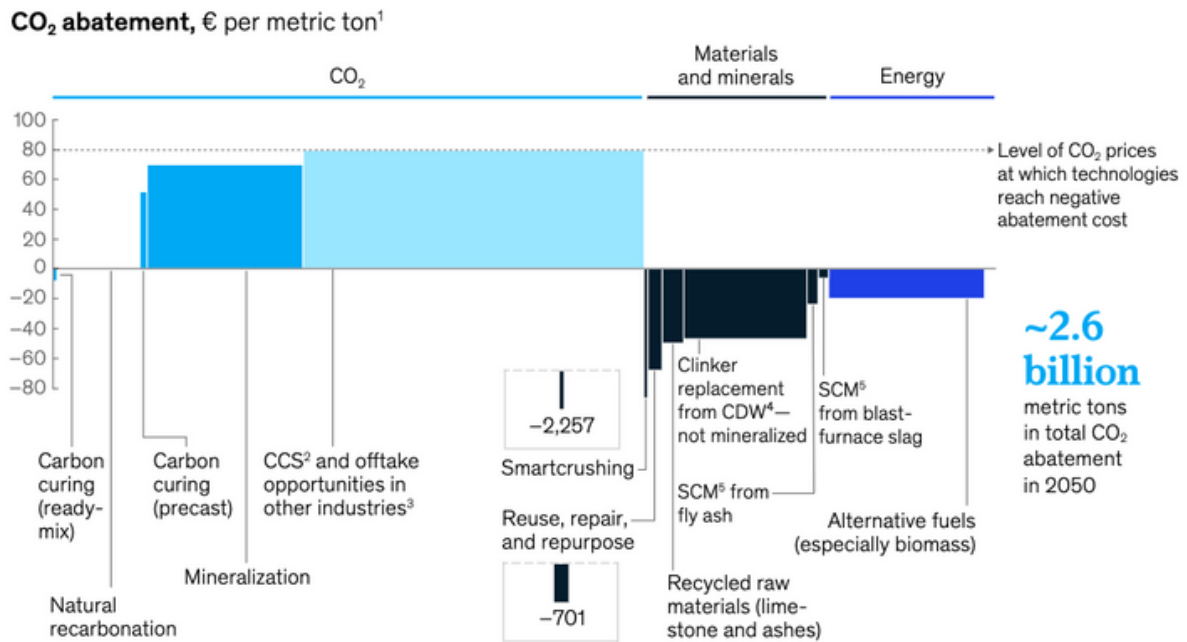 CO₂ abatement, € per metric ton¹
CO₂
Materials
and minerals
Energy
100
80
60
40
20
0
−20
−40
−60
−80
Level of CO₂ prices
at which technologies
reach negative
abatement cost
Carbon
curing
(ready-
mix)
Natural
recarbonation
Carbon
curing
(precast)
Mineralization
CCS² and offtake
opportunities in
other industries³
−2,257
Smartcrushing
Reuse, repair,
and repurpose
−701
Recycled raw
materials (lime-
stone and ashes)
Clinker
replacement
from CDW⁴—
not mineralized
SCM⁵ from
fly ash
SCM⁵
from blast-
furnace slag
Alternative fuels
(especially biomass)
~2.6
billion
metric tons
in total CO₂
abatement
in 2050